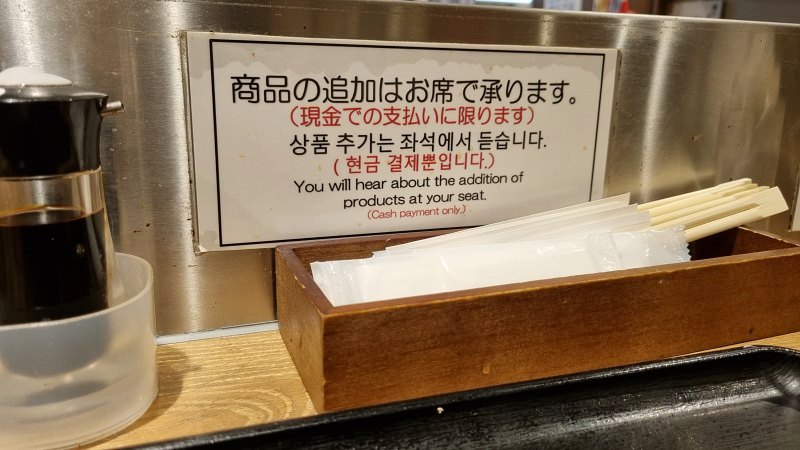 商品の追加はお席で承ります。
（現金での支払いに限ります）
상품 추가는 좌석에서 듣습니다.
( 현금 결제뿐입니다.)
You will hear about the addition of
products at your seat.
(Cash payment only.)